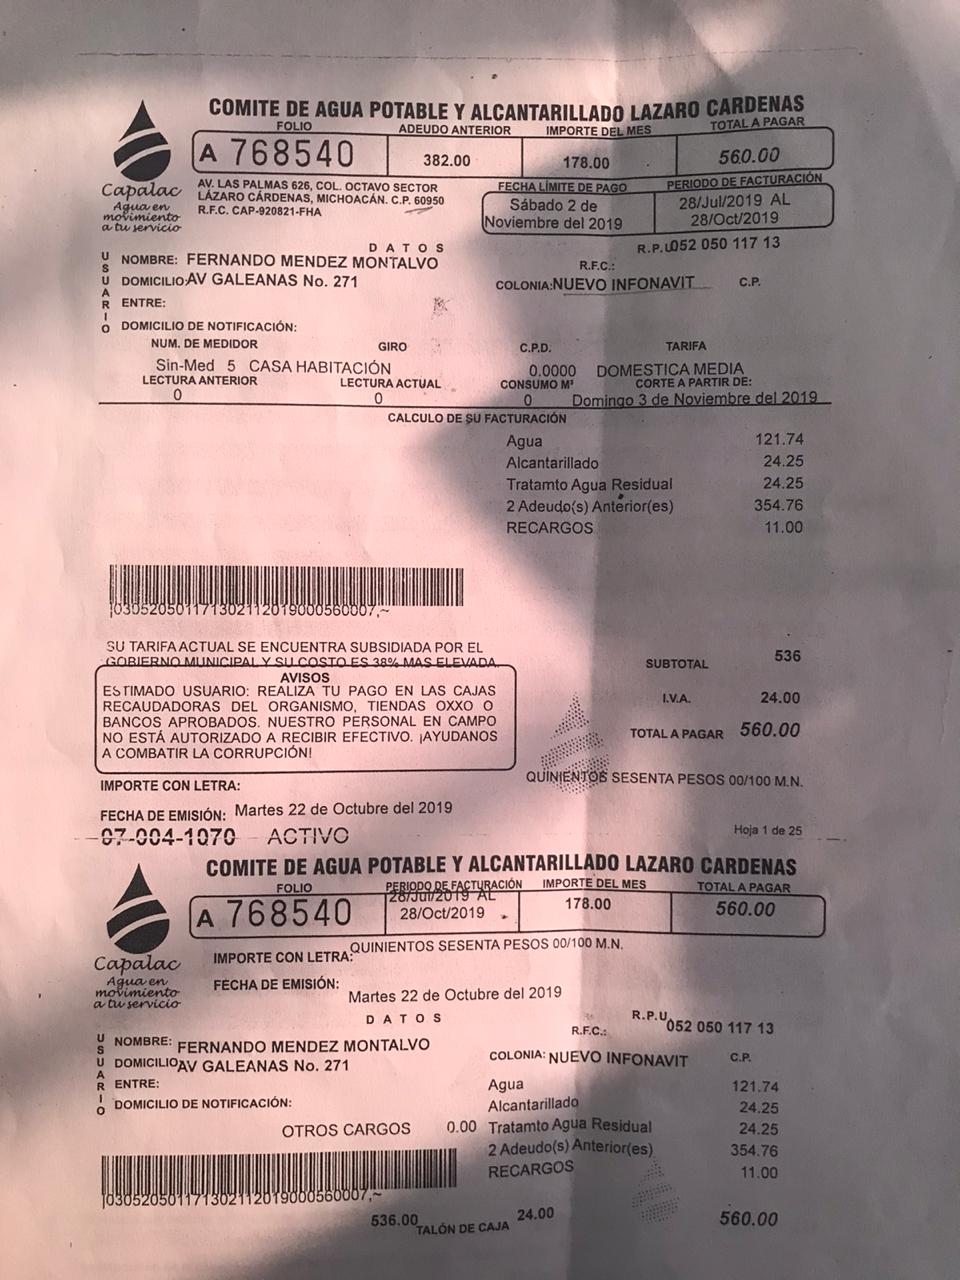 COMITE DE AGUA POTABLE Y ALCANTARILLADO LAZARO CARDENAS
FOLIO ADEUDO ANTERIOR IMPORTE DEL MES TOTAL A PAGAR
A 768540 382.00 178.00 560.00
Capalac
Agua en
movimiento
a tu servicio
AV. LAS PALMAS 626, COL. OCTAVO SECTOR
LÁZARO CÁRDENAS, MICHOACÁN. C.P. 60950
R.F.C. CAP-920821-FHA
FECHA LÍMITE DE PAGO PERIODO DE FACTURACIÓN
Sábado 2 de
Noviembre del 2019
28/Jul/2019 AL
28/Oct/2019
DATOS R.P.U. 052 050 117 13
USUARIO
NOMBRE: FERNANDO MENDEZ MONTALVO R.F.C.:
DOMICILIO: AV GALEANAS No. 271 COLONIA: NUEVO INFONAVIT C.P.
ENTRE:
DOMICILIO DE NOTIFICACIÓN:
NUM. DE MEDIDOR GIRO C.P.D. TARIFA
Sin-Med 5 CASA HABITACIÓN 0.0000 DOMESTICA MEDIA
LECTURA ANTERIOR LECTURA ACTUAL CONSUMO M³ CORTE A PARTIR DE:
0 0 0 Domingo 3 de Noviembre del 2019
CALCULO DE SU FACTURACIÓN
Agua 121.74
Alcantarillado 24.25
Tratamto Agua Residual 24.25
2 Adeudo(s) Anterior(es) 354.76
RECARGOS 11.00
03052050117130211201900056000​7,~
SU TARIFA ACTUAL SE ENCUENTRA SUBSIDIADA POR EL
GOBIERNO MUNICIPAL Y SU COSTO ES 38% MAS ELEVADA
AVISOS
ESTIMADO USUARIO: REALIZA TU PAGO EN LAS CAJAS
RECAUDADORAS DEL ORGANISMO, TIENDAS OXXO O
BANCOS APROBADOS. NUESTRO PERSONAL EN CAMPO
NO ESTÁ AUTORIZADO A RECIBIR EFECTIVO. ¡AYUDANOS
A COMBATIR LA CORRUPCIÓN!
SUBTOTAL 536
I.V.A. 24.00
TOTAL A PAGAR 560.00
QUINIENTOS SESENTA PESOS 00/100 M.N.
IMPORTE CON LETRA:
FECHA DE EMISIÓN: Martes 22 de Octubre del 2019
07-004-1070 ACTIVO Hoja 1 de 25
COMITE DE AGUA POTABLE Y ALCANTARILLADO LAZARO CARDENAS
FOLIO PERIODO DE FACTURACIÓN IMPORTE DEL MES TOTAL A PAGAR
A 768540 28/Jul/2019 AL 178.00 560.00
28/Oct/2019
Capalac
Agua en
movimiento
a tu servicio
IMPORTE CON LETRA: QUINIENTOS SESENTA PESOS 00/100 M.N.
FECHA DE EMISIÓN: Martes 22 de Octubre del 2019
DATOS
R.F.C.: R.P.U. 052 050 117 13
USUARIO
NOMBRE: FERNANDO MENDEZ MONTALVO
DOMICILIO AV GALEANAS No. 271 COLONIA: NUEVO INFONAVIT C.P.
ENTRE:
DOMICILIO DE NOTIFICACIÓN:
Agua 121.74
Alcantarillado 24.25
OTROS CARGOS 0.00 Tratamto Agua Residual 24.25
2 Adeudo(s) Anterior(es) 354.76
RECARGOS 11.00
030520501171302112019000560007,~
536.00 TALÓN DE CAJA 24.00 560.00